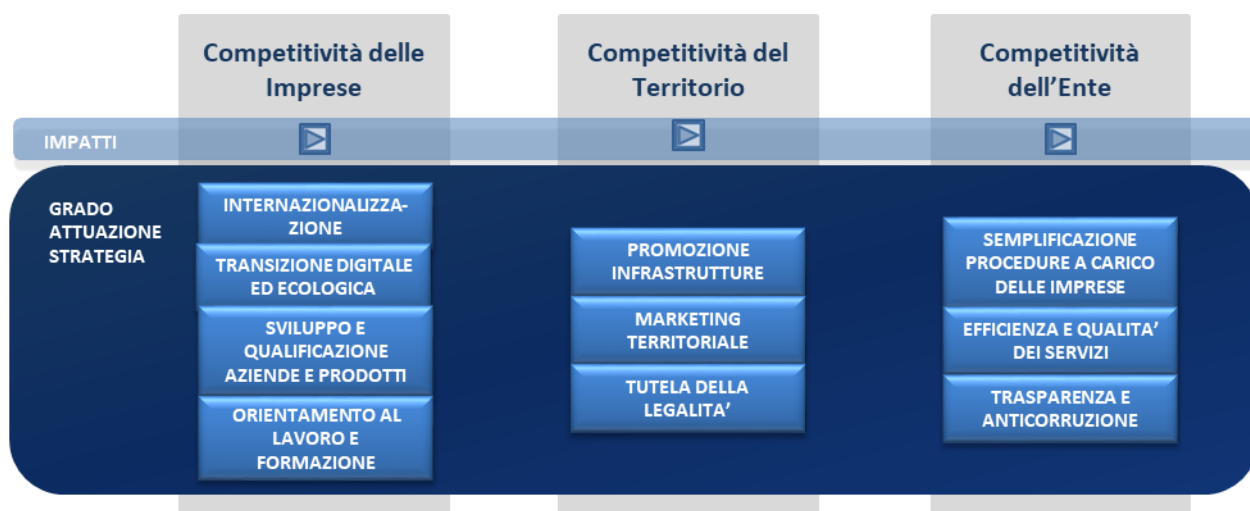 Competitività delle
Imprese
Competitività del
Territorio
Competitività
dell’Ente
IMPATTI
GRADO
ATTUAZIONE
STRATEGIA
INTERNAZIONALIZZA-
ZIONE
TRANSIZIONE DIGITALE
ED ECOLOGICA
SVILUPPO E
QUALIFICAZIONE
AZIENDE E PRODOTTI
ORIENTAMENTO AL
LAVORO E
FORMAZIONE
PROMOZIONE
INFRASTRUTTURE
MARKETING
TERRITORIALE
TUTELA DELLA
LEGALITA’
SEMPLIFICAZIONE
PROCEDURE A CARICO
DELLE IMPRESE
EFFICIENZA E QUALITA’
DEI SERVIZI
TRASPARENZA E
ANTICORRUZIONE